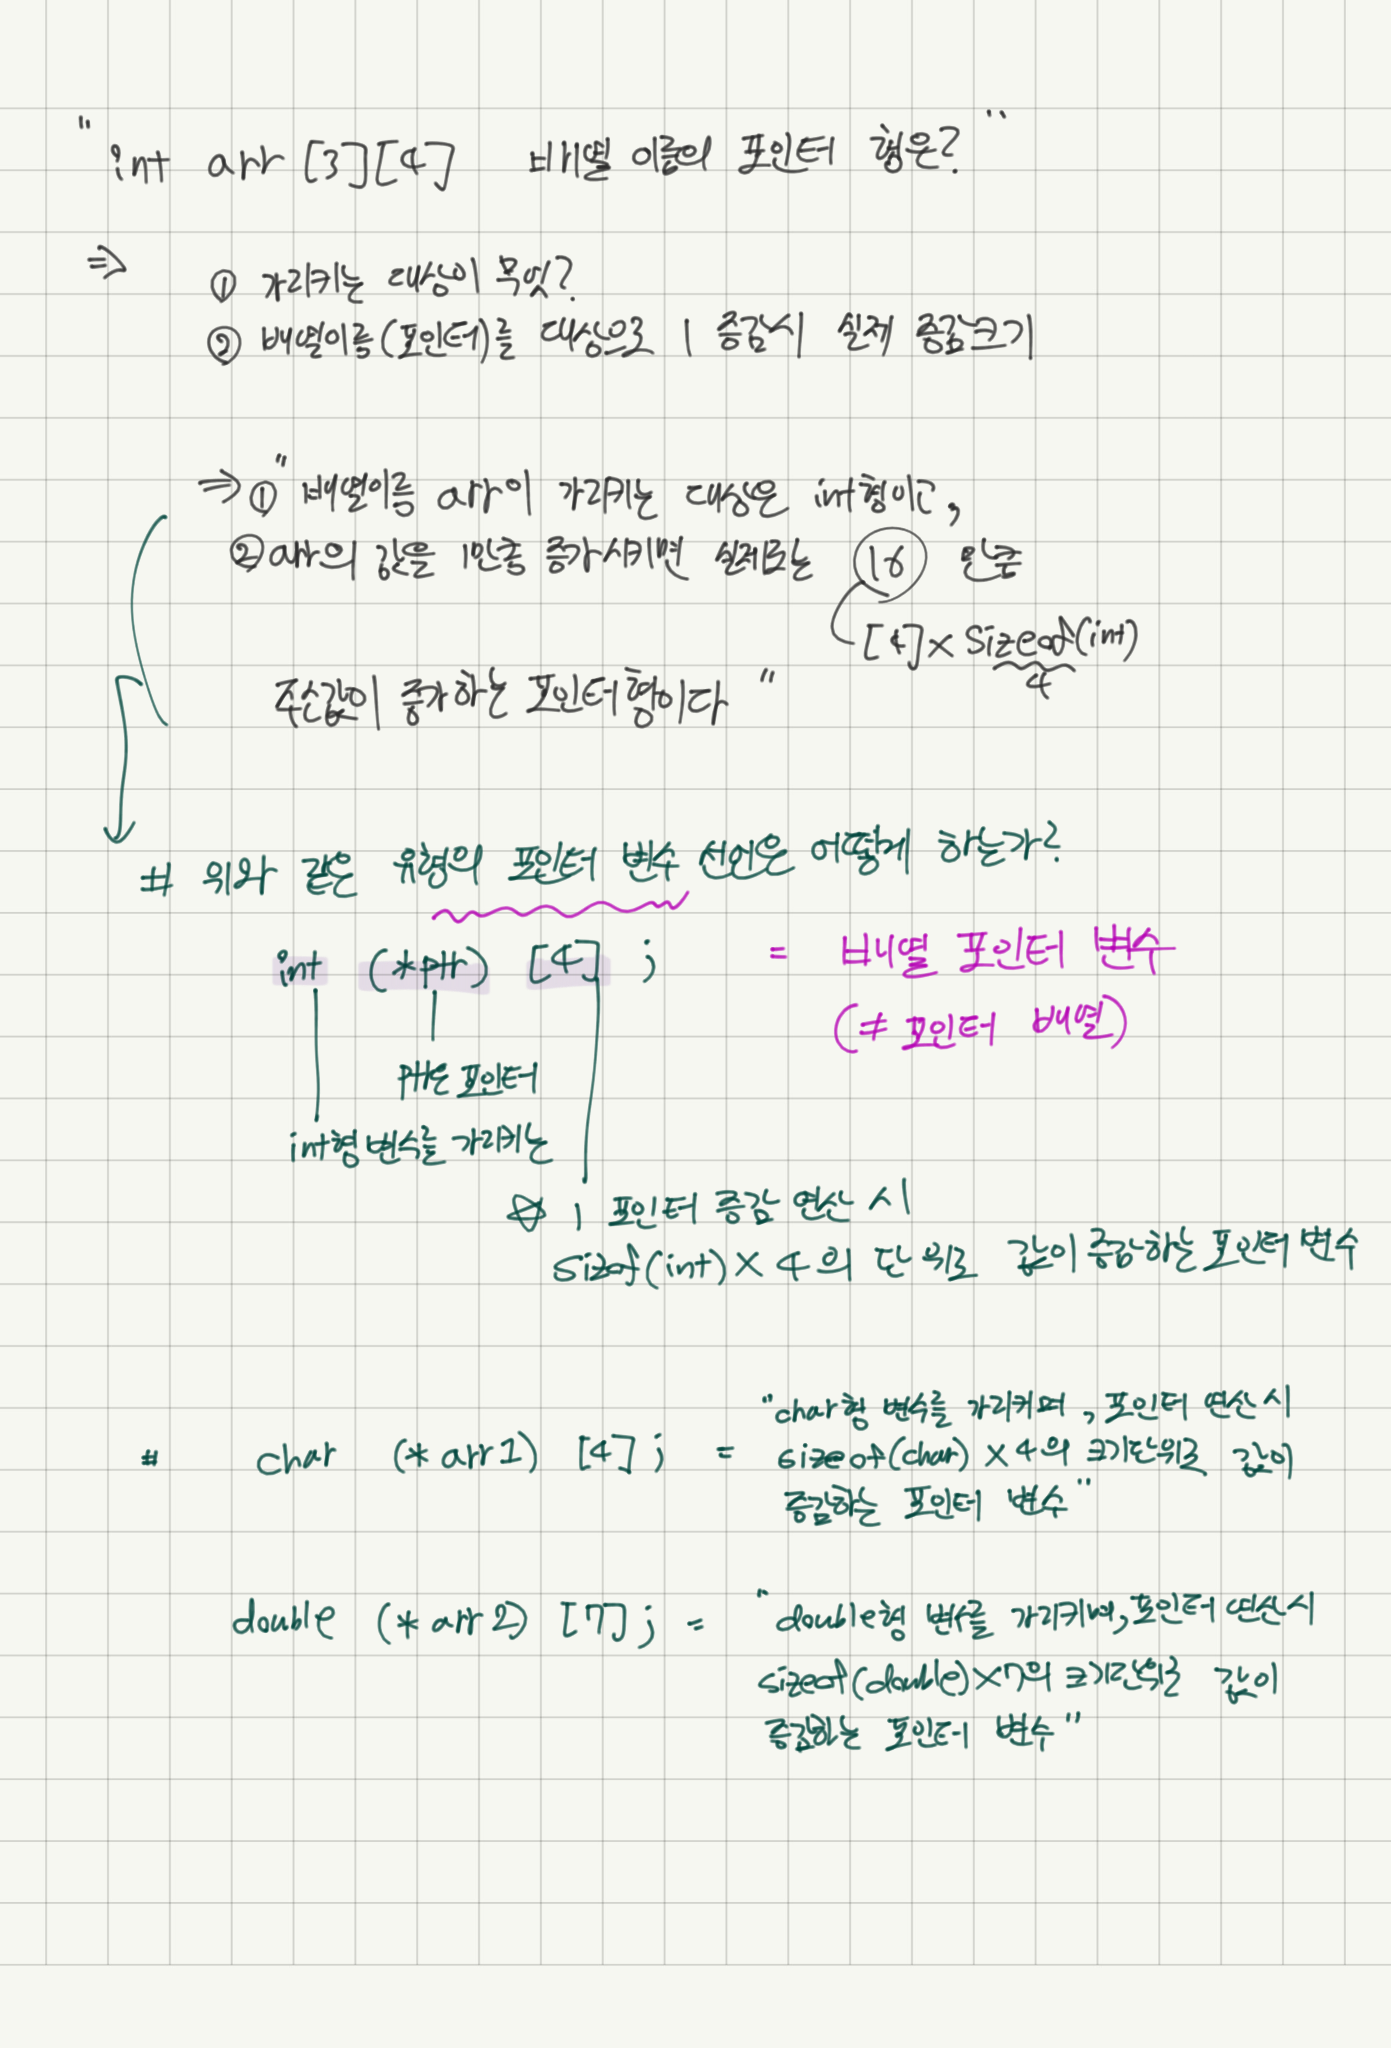 "int arr [3][4] 배열 이름의 포인터 형은?"
⇒ ① 가리키는 대상이 무엇?
② 배열이름(포인터)를 대상으로 1 증감시 실제 증감크기
⇒ ① "배열이름 arr이 가리키는 대상은 int형이고,
② arr의 값을 1만큼 증가시키면 실제로는 16 만큼
[4] × sizeof(int)
4
주소값이 증가하는 포인터형이다"
# 위와 같은 유형의 포인터 변수 선언은 어떻게 하는가?
int (*ptr) [4] ; = 배열 포인터 변수
(≠ 포인터 배열)
ptr은 포인터
int형 변수를 가리키는
☆ 1 포인터 증감 연산 시
sizeof(int) × 4의 단위로 값이 증감하는 포인터 변수
# char (*arr1) [4] ; = "char형 변수를 가리키며, 포인터 연산시
sizeof(char) × 4의 크기단위로 값이
증감하는 포인터 변수"
double (*arr2) [7] ; = "double형 변수를 가리키며, 포인터 연산시
sizeof(double)×7의 크기단위로 값이
증감하는 포인터 변수"